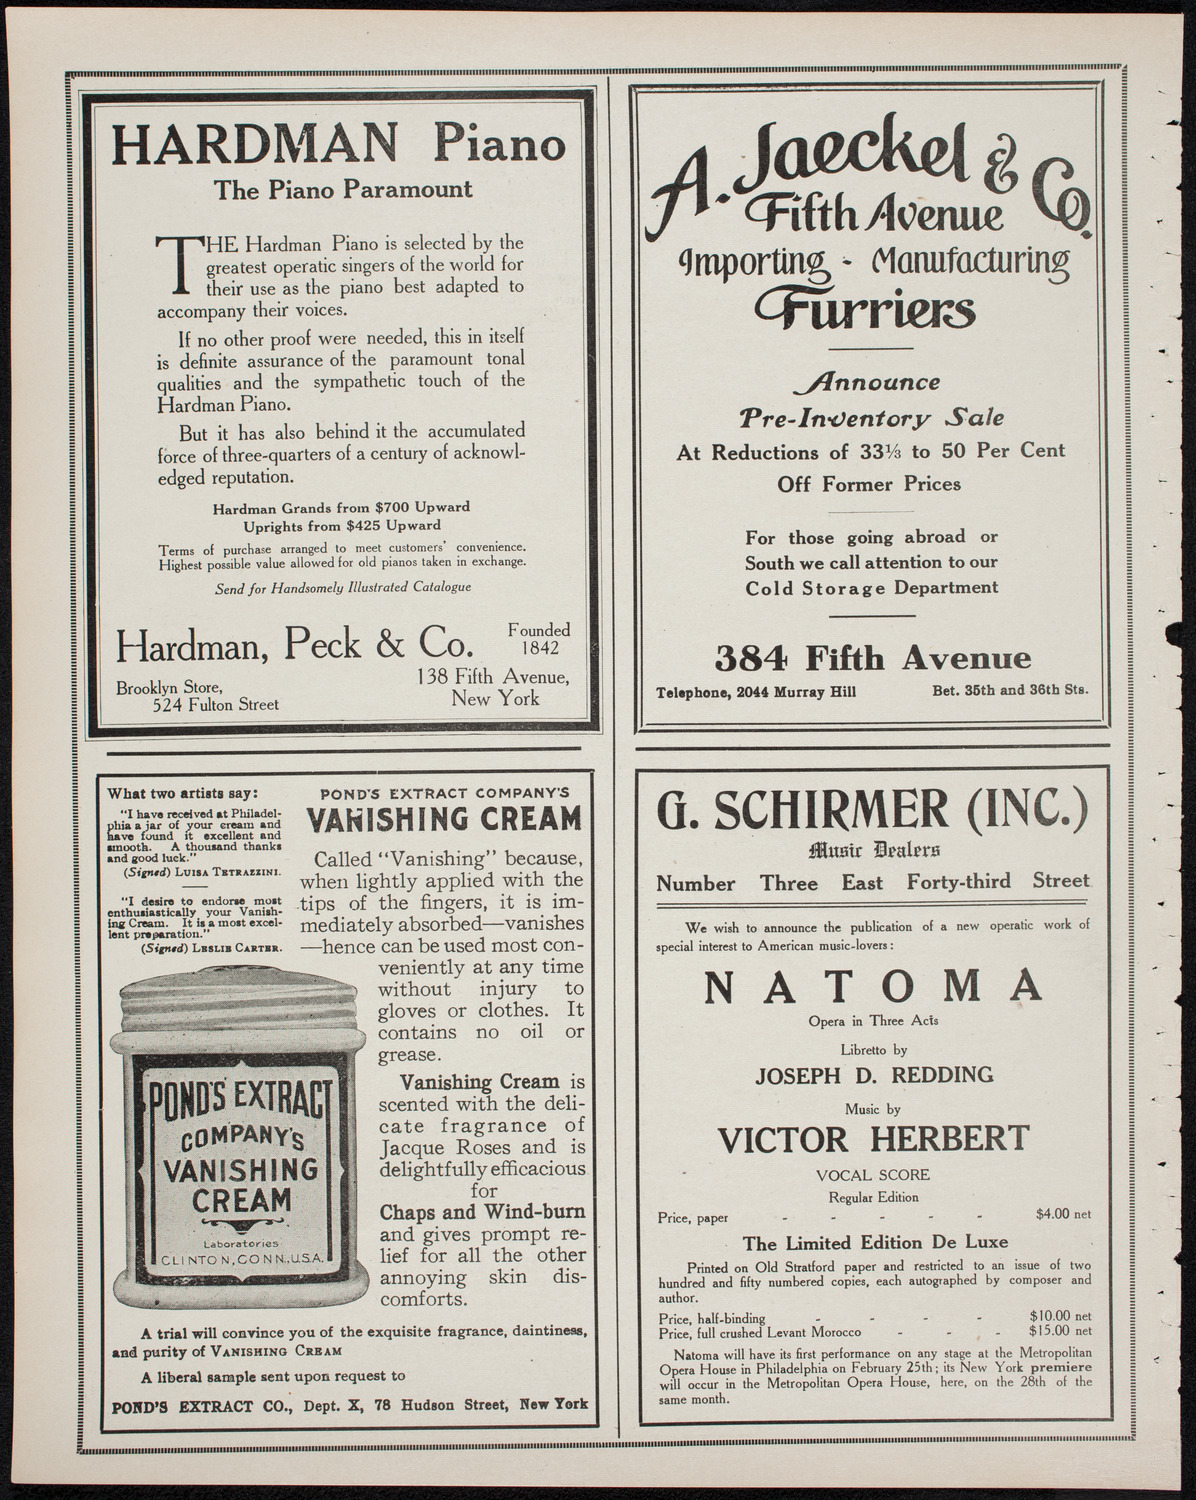 HARDMAN Piano
The Piano Paramount
THE Hardman Piano is selected by the
greatest operatic singers of the world for
their use as the piano best adapted to
accompany their voices.
If no other proof were needed, this in itself
is definite assurance of the paramount tonal
qualities and the sympathetic touch of the
Hardman Piano.
But it has also behind it the accumulated
force of three-quarters of a century of acknowl-
edged reputation.
Hardman Grands from $700 Upward
Uprights from $425 Upward
Terms of purchase arranged to meet customers' convenience.
Highest possible value allowed for old pianos taken in exchange.
Send for Handsomely Illustrated Catalogue
Hardman, Peck & Co.
Founded
1842
138 Fifth Avenue,
New York
Brooklyn Store,
524 Fulton Street
A. Jaeckel & Co.
Fifth Avenue
Importing - Manufacturing
Furriers
Announce
Pre-Inventory Sale
At Reductions of 33⅓ to 50 Per Cent
Off Former Prices
For those going abroad or
South we call attention to our
Cold Storage Department
384 Fifth Avenue
Telephone, 2044 Murray Hill Bet. 35th and 36th Sts.
What two artists say:
"I have received at Philadel-
phia a jar of your cream and
have found it excellent and
smooth. A thousand thanks
and good luck."
(Signed) LUISA TETRAZZINI.
"I desire to endorse most
enthusiastically your Vanish-
ing Cream. It is a most excel-
lent preparation."
(Signed) LESLIE CARTER.
POND'S EXTRACT COMPANY'S
VANISHING CREAM
Called "Vanishing" because,
when lightly applied with the
tips of the fingers, it is im-
mediately absorbed—vanishes
—hence can be used most con-
veniently at any time
without injury to
gloves or clothes. It
contains no oil or
grease.
Vanishing Cream is
scented with the deli-
cate fragrance of
Jacque Roses and is
delightfully efficacious
for
Chaps and Wind-burn
and gives prompt re-
lief for all the other
annoying skin dis-
comforts.
POND'S EXTRACT
COMPANY'S
VANISHING
CREAM
Laboratories
CLINTON, CONN., U.S.A.
A trial will convince you of the exquisite fragrance, daintiness,
and purity of VANISHING CREAM
A liberal sample sent upon request to
POND'S EXTRACT CO., Dept. X, 78 Hudson Street, New York
G. SCHIRMER (INC.)
Music Dealers
Number Three East Forty-third Street
We wish to announce the publication of a new operatic work of
special interest to American music-lovers:
NATOMA
Opera in Three Acts
Libretto by
JOSEPH D. REDDING
Music by
VICTOR HERBERT
VOCAL SCORE
Regular Edition
Price, paper - - - - - $4.00 net
The Limited Edition De Luxe
Printed on Old Stratford paper and restricted to an issue of two
hundred and fifty numbered copies, each autographed by composer and
author.
Price, half-binding - - - - $10.00 net
Price, full crushed Levant Morocco - - - $15.00 net
Natoma will have its first performance on any stage at the Metropolitan
Opera House in Philadelphia on February 25th; its New York premiere
will occur in the Metropolitan Opera House, here, on the 28th of the
same month.